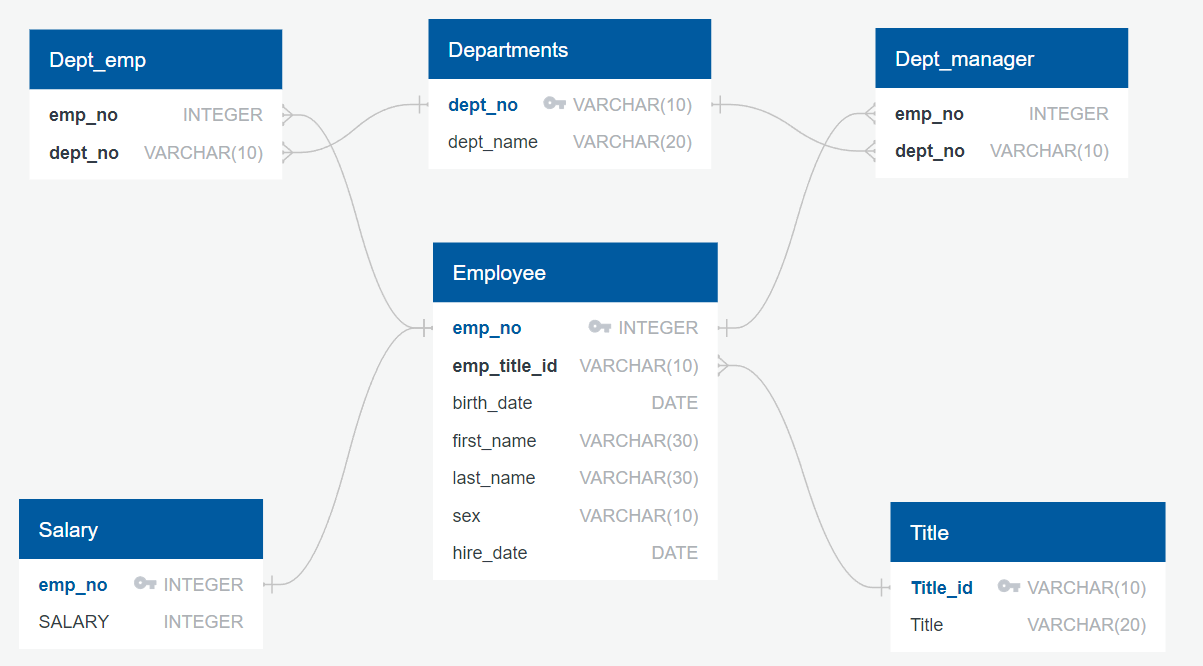 Dept_emp
emp_no INTEGER
dept_no VARCHAR(10)
Departments
dept_no VARCHAR(10)
dept_name VARCHAR(20)
Dept_manager
emp_no INTEGER
dept_no VARCHAR(10)
Employee
emp_no INTEGER
emp_title_id VARCHAR(10)
birth_date DATE
first_name VARCHAR(30)
last_name VARCHAR(30)
sex VARCHAR(10)
hire_date DATE
Salary
emp_no INTEGER
SALARY INTEGER
Title
Title_id VARCHAR(10)
Title VARCHAR(20)